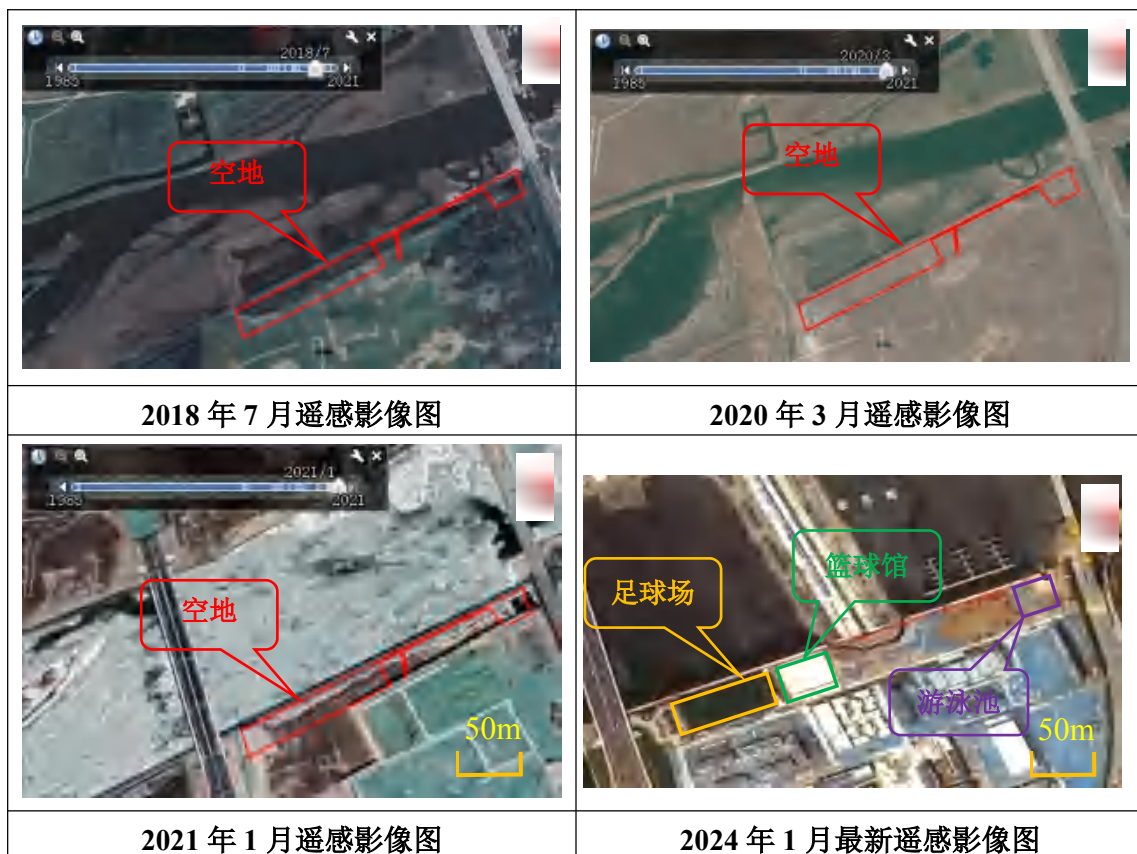 2018/7
1985
2021
空地
2020/3
1985
2021
空地
2018 年 7 月遥感影像图
2020 年 3 月遥感影像图
2021/1
1985
2021
空地
50m
足球场
篮球馆
游泳池
50m
2021 年 1 月遥感影像图
2024 年 1 月最新遥感影像图